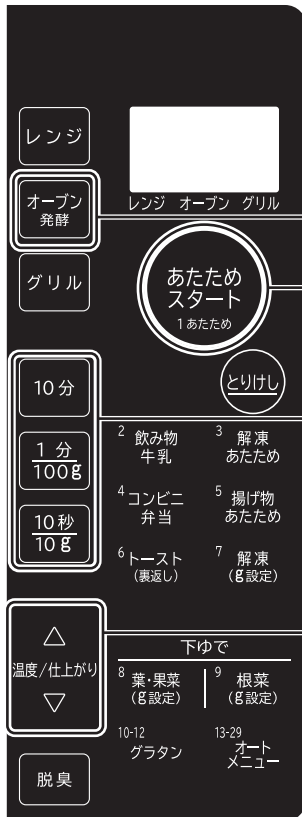 レンジ
オーブン
発酵
レンジ オーブン グリル
グリル
あたため
スタート
1あたため
とりけし
10分
1分
100g
10秒
10g
2 飲み物
牛乳
3 解凍
あたため
4 コンビニ
弁当
5 揚げ物
あたため
6 トースト
(裏返し)
7 解凍
(g設定)
△
温度/仕上がり
▽
下ゆで
8 葉・果菜
(g設定)
9 根菜
(g設定)
10-12
グラタン
13-29
オート
メニュー
脱臭